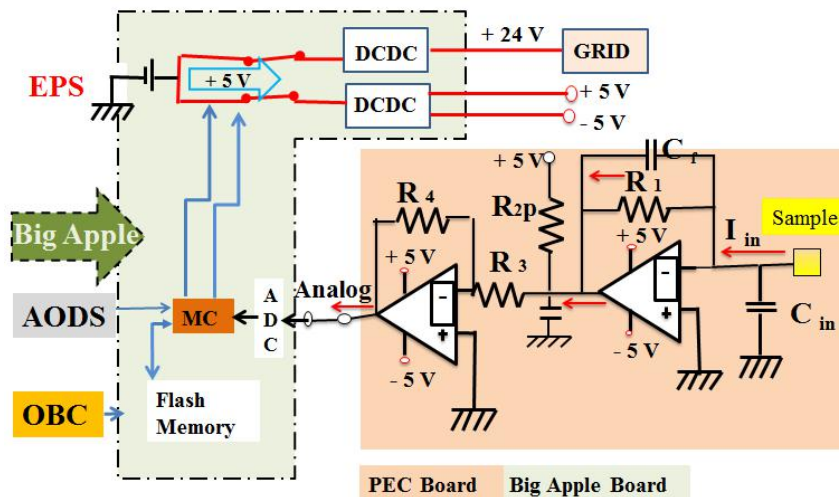 EPS
+ 5 V
DCDC
+ 24 V
GRID
DCDC
+ 5 V
- 5 V
Big Apple
+ 5 V
C f
R 1
R 4
R2p
Sample
I in
+ 5 V
R 3
+ 5 V
C in
AODS
MC
A
D
C
Analog
-
+
-
+
- 5 V
- 5 V
OBC
Flash
Memory
PEC Board
Big Apple Board